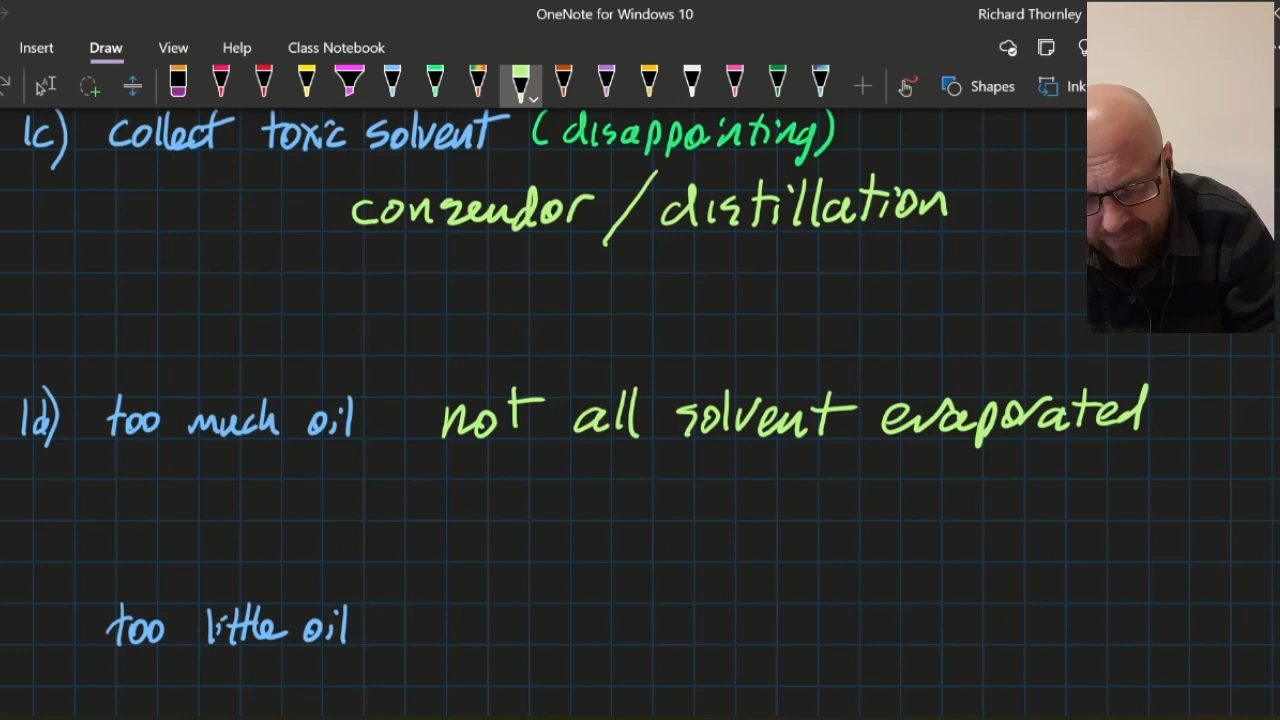 OneNote for Windows 10
Richard Thornley
Insert Draw View Help Class Notebook
Shapes Ink
1c) collect toxic solvent (disappointing)
consendor / distillation
1d) too much oil not all solvent evaporated
too little oil